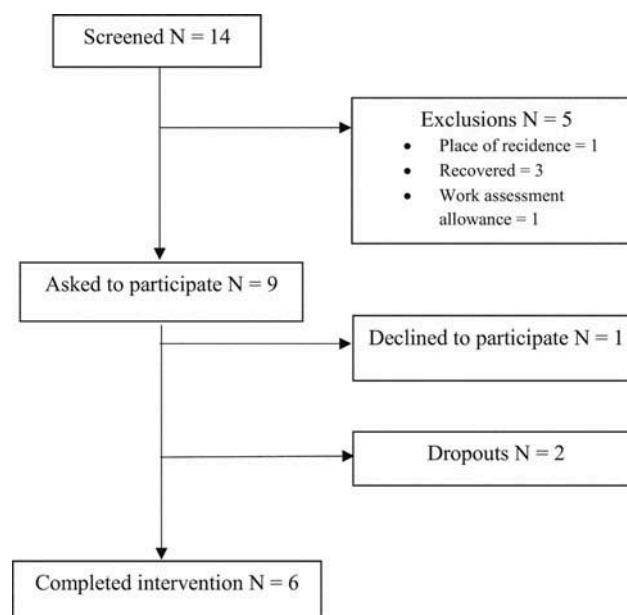 Screened N = 14
Exclusions N = 5
• Place of recidence = 1
• Recovered = 3
• Work assessment
allowance = 1
Asked to participate N = 9
Declined to participate N = 1
Dropouts N = 2
Completed intervention N = 6